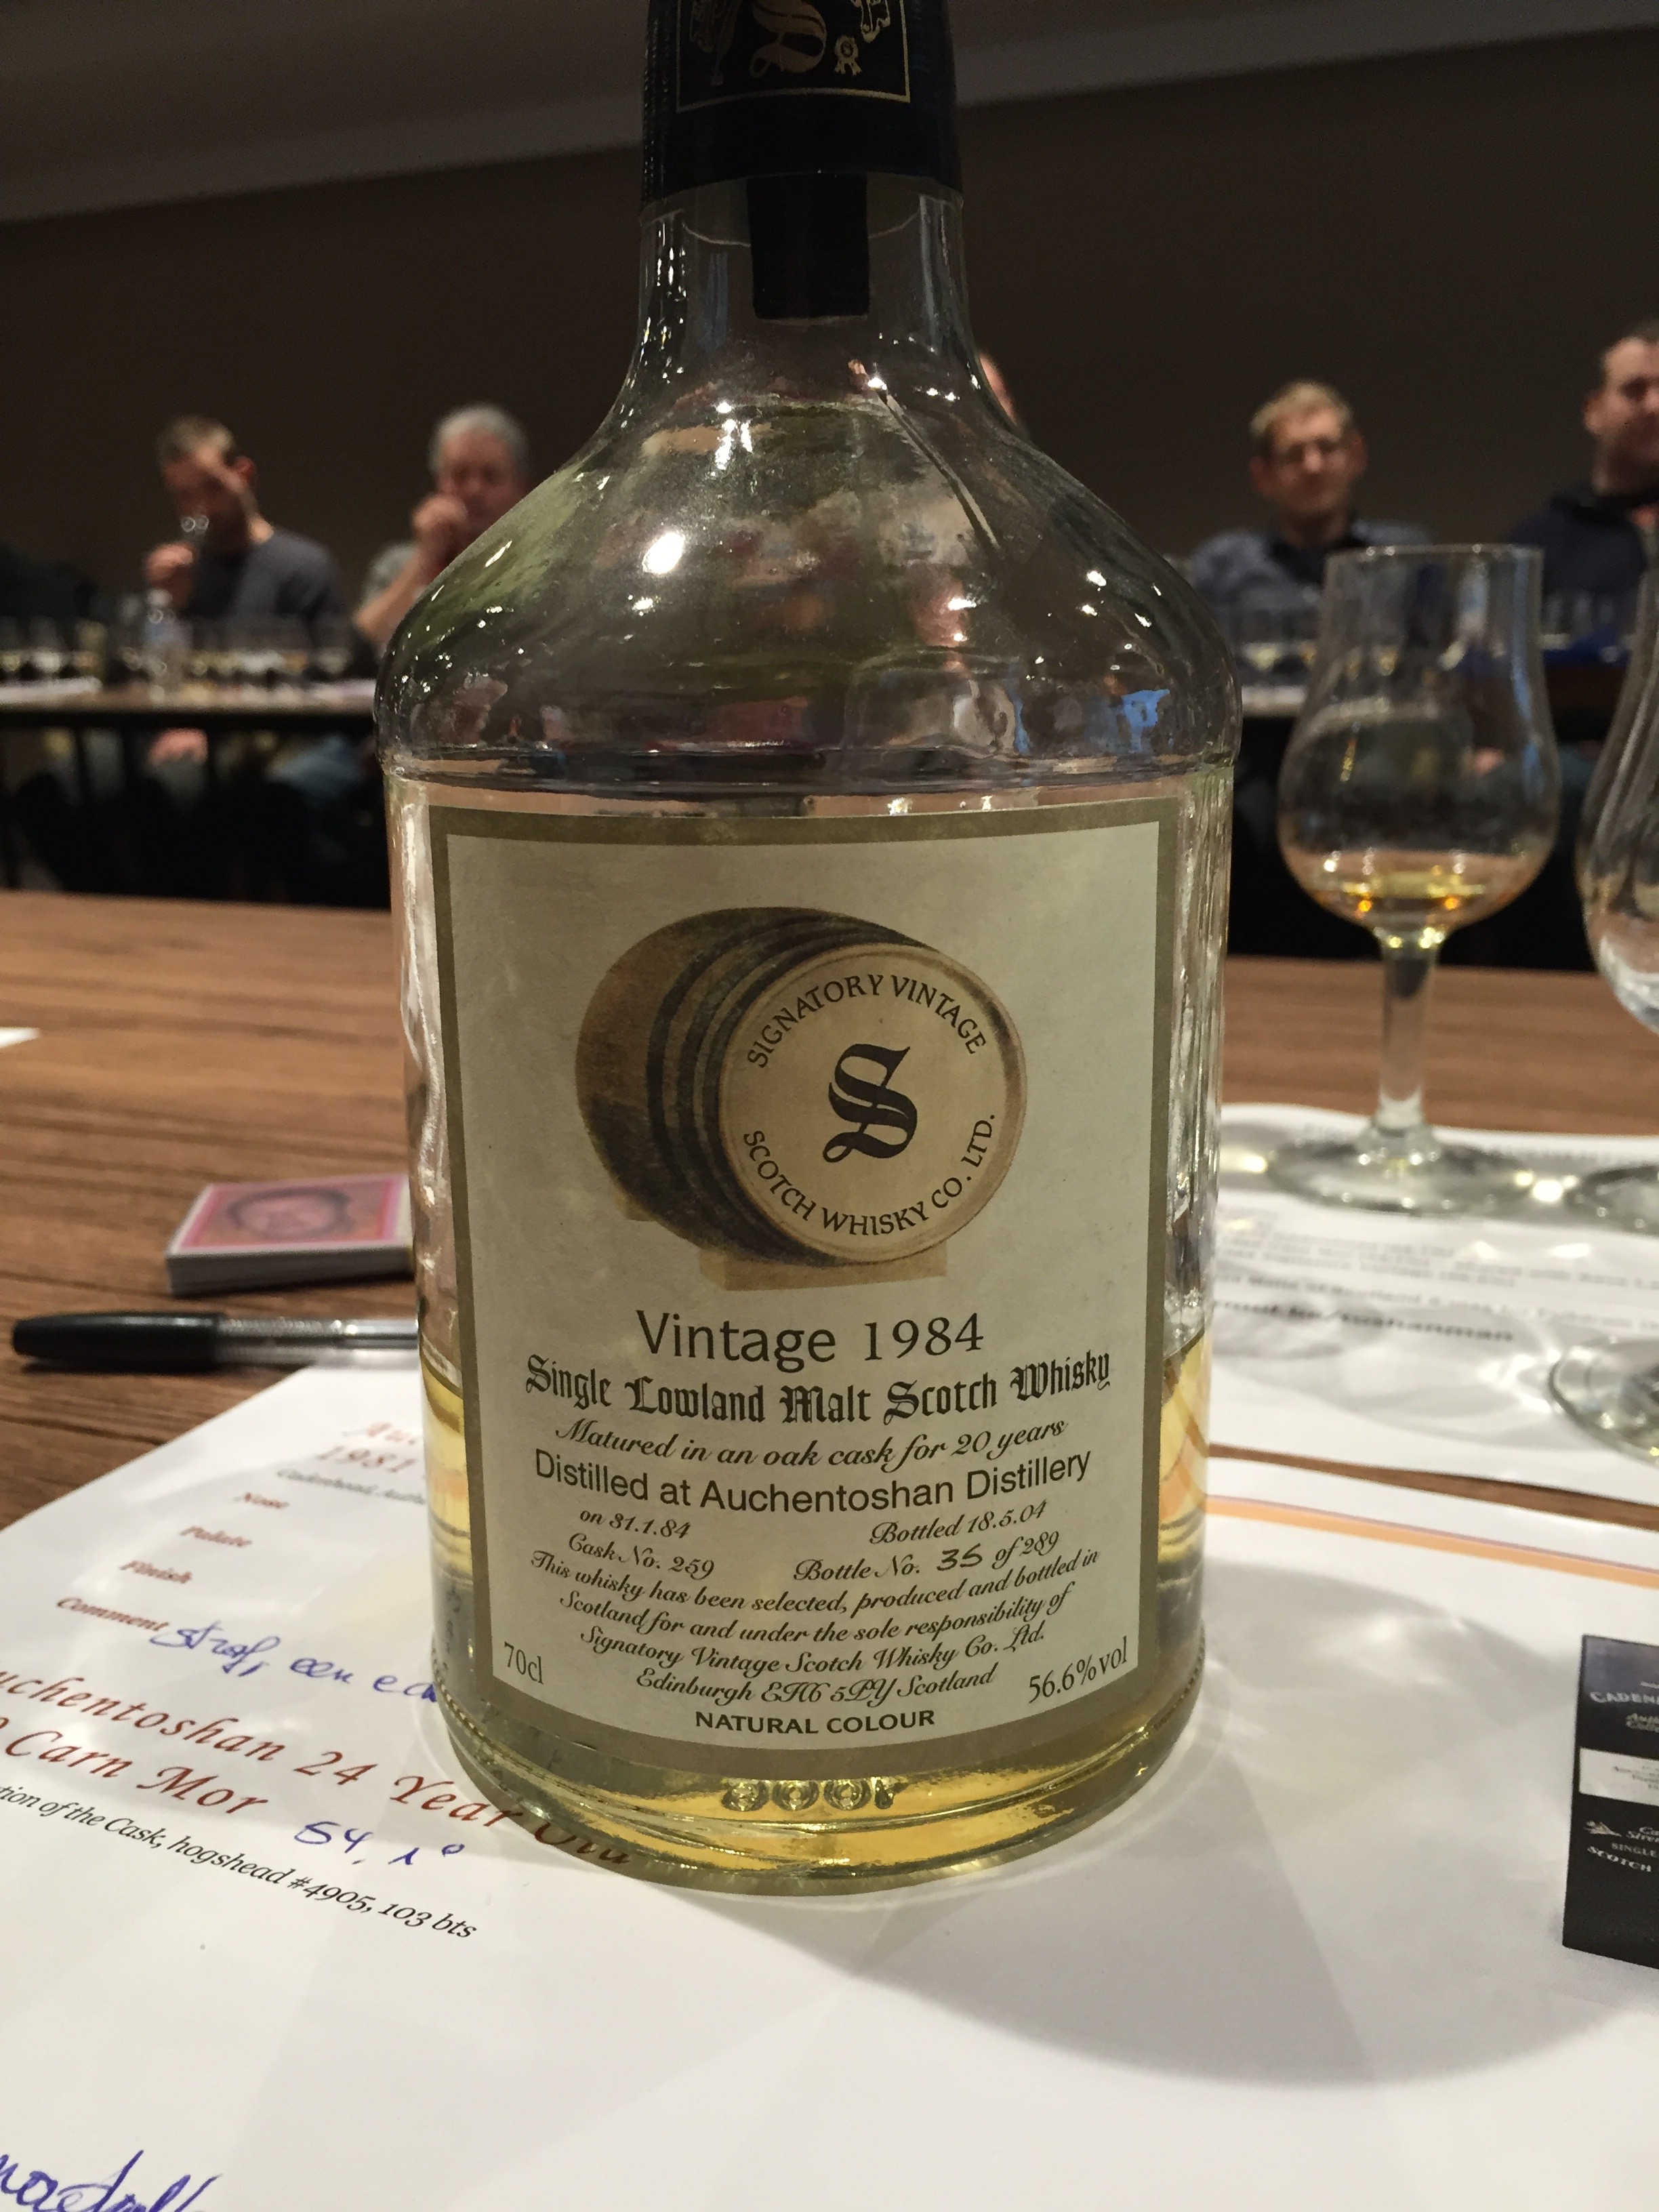 S
SIGNATORY VINTAGE
S
SCOTCH WHISKY CO. LTD.
Vintage 1984
Single Lowland Malt Scotch Whisky
Matured in an oak cask for 20 years
Distilled at Auchentoshan Distillery
on 31.1.84 Bottled 18.5.04
Cask No. 259 Bottle No. 35 of 289
This whisky has been selected, produced and bottled in
Scotland for and under the sole responsibility of
Signatory Vintage Scotch Whisky Co. Ltd.
Edinburgh EH6 5PY Scotland
70cl 56.6%vol
NATURAL COLOUR
1981
Nose
Palate
Finish
Comment
een
uchentoshan 24 Year Old
Carn Mor 54,1°
tion of the Cask, hogshead #4905, 103 bts
CADEN
SINGLE
SCOTCH